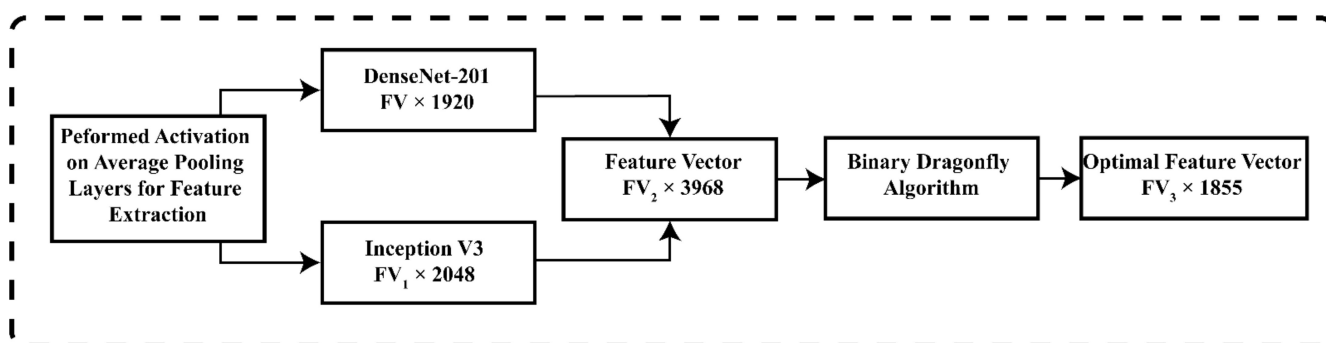 Peformed Activation
on Average Pooling
Layers for Feature
Extraction
DenseNet-201
FV × 1920
Inception V3
FV₁ × 2048
Feature Vector
FV₂ × 3968
Binary Dragonfly
Algorithm
Optimal Feature Vector
FV₃ × 1855